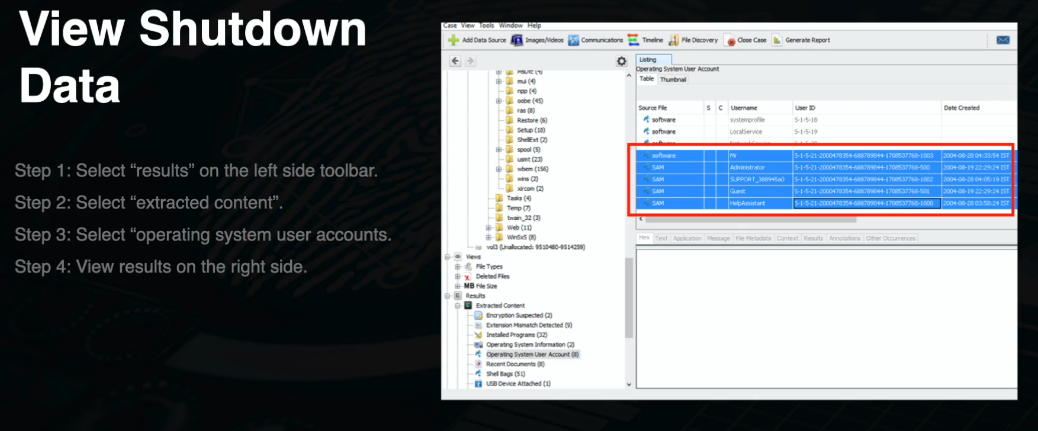 View Shutdown
Data
Step 1: Select “results” on the left side toolbar.
Step 2: Select “extracted content”.
Step 3: Select “operating system user accounts.
Step 4: View results on the right side.
Case View Tools Window Help
Add Data Source Images/Videos Communications Timeline File Discovery Close Case Generate Report
mui (4)
npp (4)
oobe (45)
ras (8)
Restore (6)
Setup (18)
ShellExt (2)
spool (5)
usmt (23)
wbem (156)
wins (2)
xircom (2)
Tasks (4)
Temp (7)
twain_32 (3)
Web (11)
WinSxS (8)
vol3 (Unallocated: 9510480-9514259)
Views
File Types
Deleted Files
MB File Size
Results
Extracted Content
Encryption Suspected (2)
Extension Mismatch Detected (9)
Installed Programs (32)
Operating System Information (2)
Operating System User Account (8)
Recent Documents (8)
Shell Bags (51)
USB Device Attached (1)
Listing
Operating System User Account
Table Thumbnail
Source File S C Username User ID Date Created
software systemprofile S-1-5-18
software LocalService S-1-5-19
software Mr S-1-5-21-2000478354-688789844-1708537768-1003 2004-08-20 04:33:54 IST
SAM Administrator S-1-5-21-2000478354-688789844-1708537768-500 2004-08-19 22:29:24 IST
SAM SUPPORT_388945a0 S-1-5-21-2000478354-688789844-1708537768-1002 2004-08-20 04:05:19 IST
SAM Guest S-1-5-21-2000478354-688789844-1708537768-501 2004-08-19 22:29:24 IST
SAM HelpAssistant S-1-5-21-2000478354-688789844-1708537768-1000 2004-08-20 03:58:24 IST
Hex Text Application Message File Metadata Context Results Annotations Other Occurrences